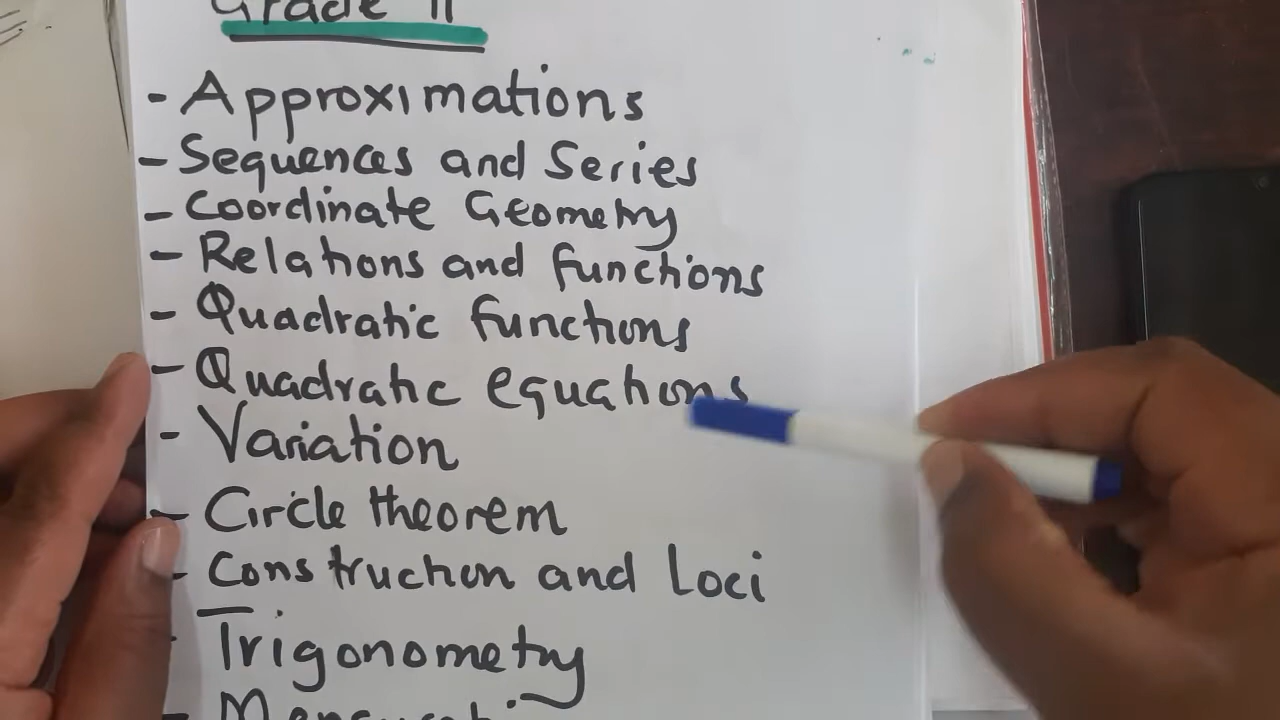 Grade 11
- Approximations
- Sequences and Series
- Coordinate Geometry
- Relations and functions
- Quadratic functions
- Quadratic equations
- Variation
- Circle theorem
- Construction and Loci
- Trigonometry